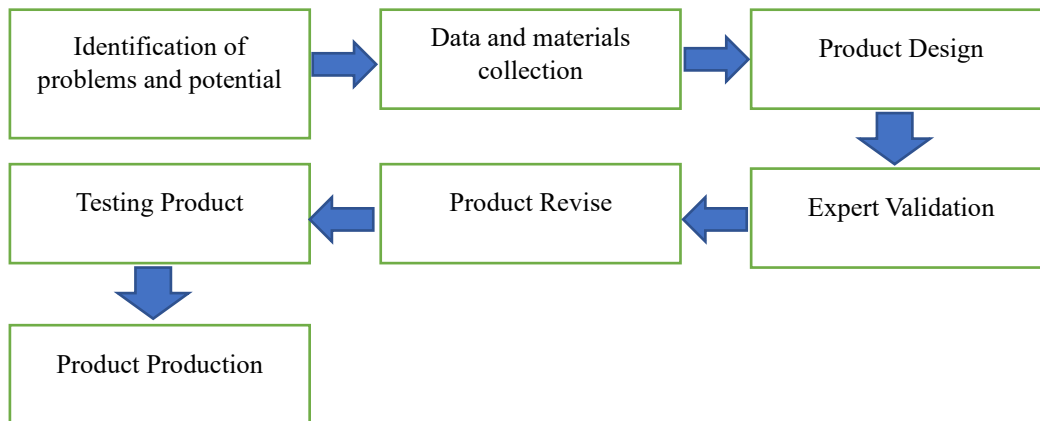 Identification of
problems and potential
Data and materials
collection
Product Design
Expert Validation
Product Revise
Testing Product
Product Production